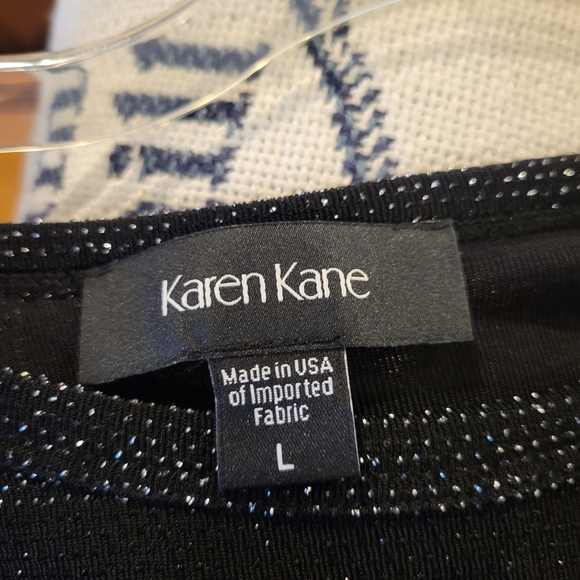 Karen Kane
Made in USA
of Imported
Fabric
L